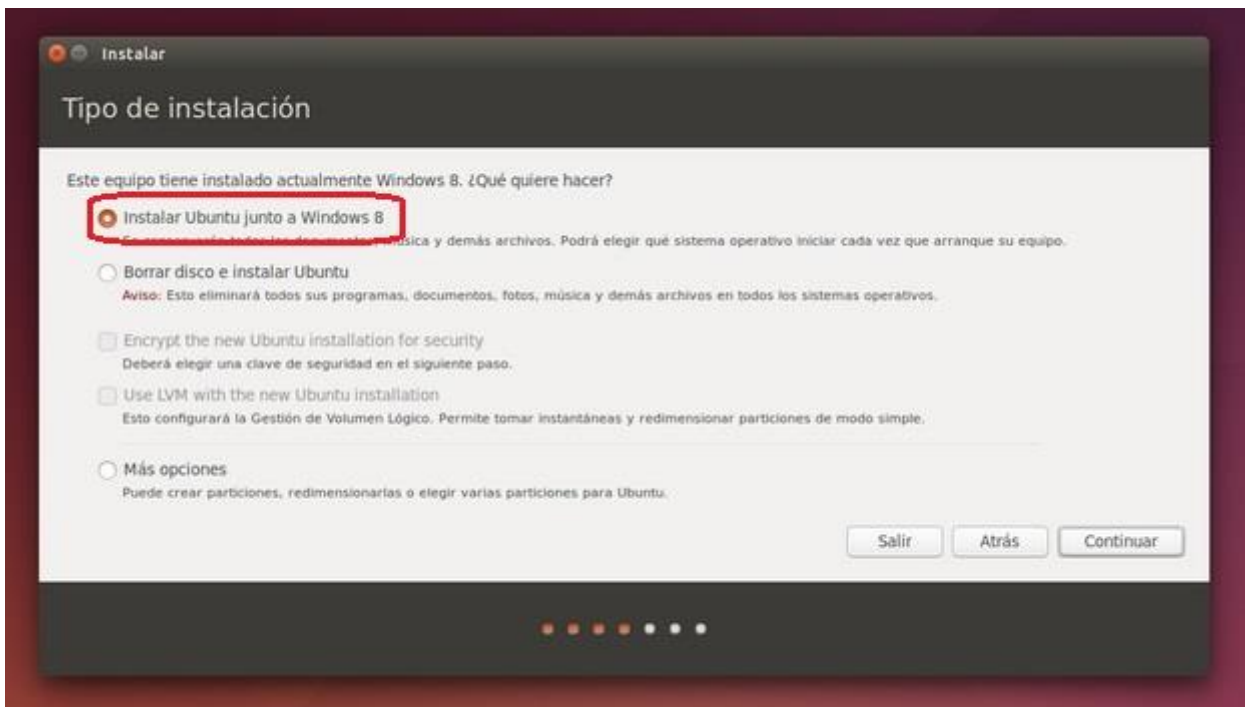 Instalar
Tipo de instalación
Este equipo tiene instalado actualmente Windows 8. ¿Qué quiere hacer?
Instalar Ubuntu junto a Windows 8
música y demás archivos. Podrá elegir qué sistema operativo iniciar cada vez que arranque su equipo.
Borrar disco e instalar Ubuntu
Aviso: Esto eliminará todos sus programas, documentos, fotos, música y demás archivos en todos los sistemas operativos.
Encrypt the new Ubuntu installation for security
Deberá elegir una clave de seguridad en el siguiente paso.
Use LVM with the new Ubuntu installation
Esto configurará la Gestión de Volumen Lógico. Permite tomar instantáneas y redimensionar particiones de modo simple.
Más opciones
Puede crear particiones, redimensionarlas o elegir varias particiones para Ubuntu.
Salir
Atrás
Continuar